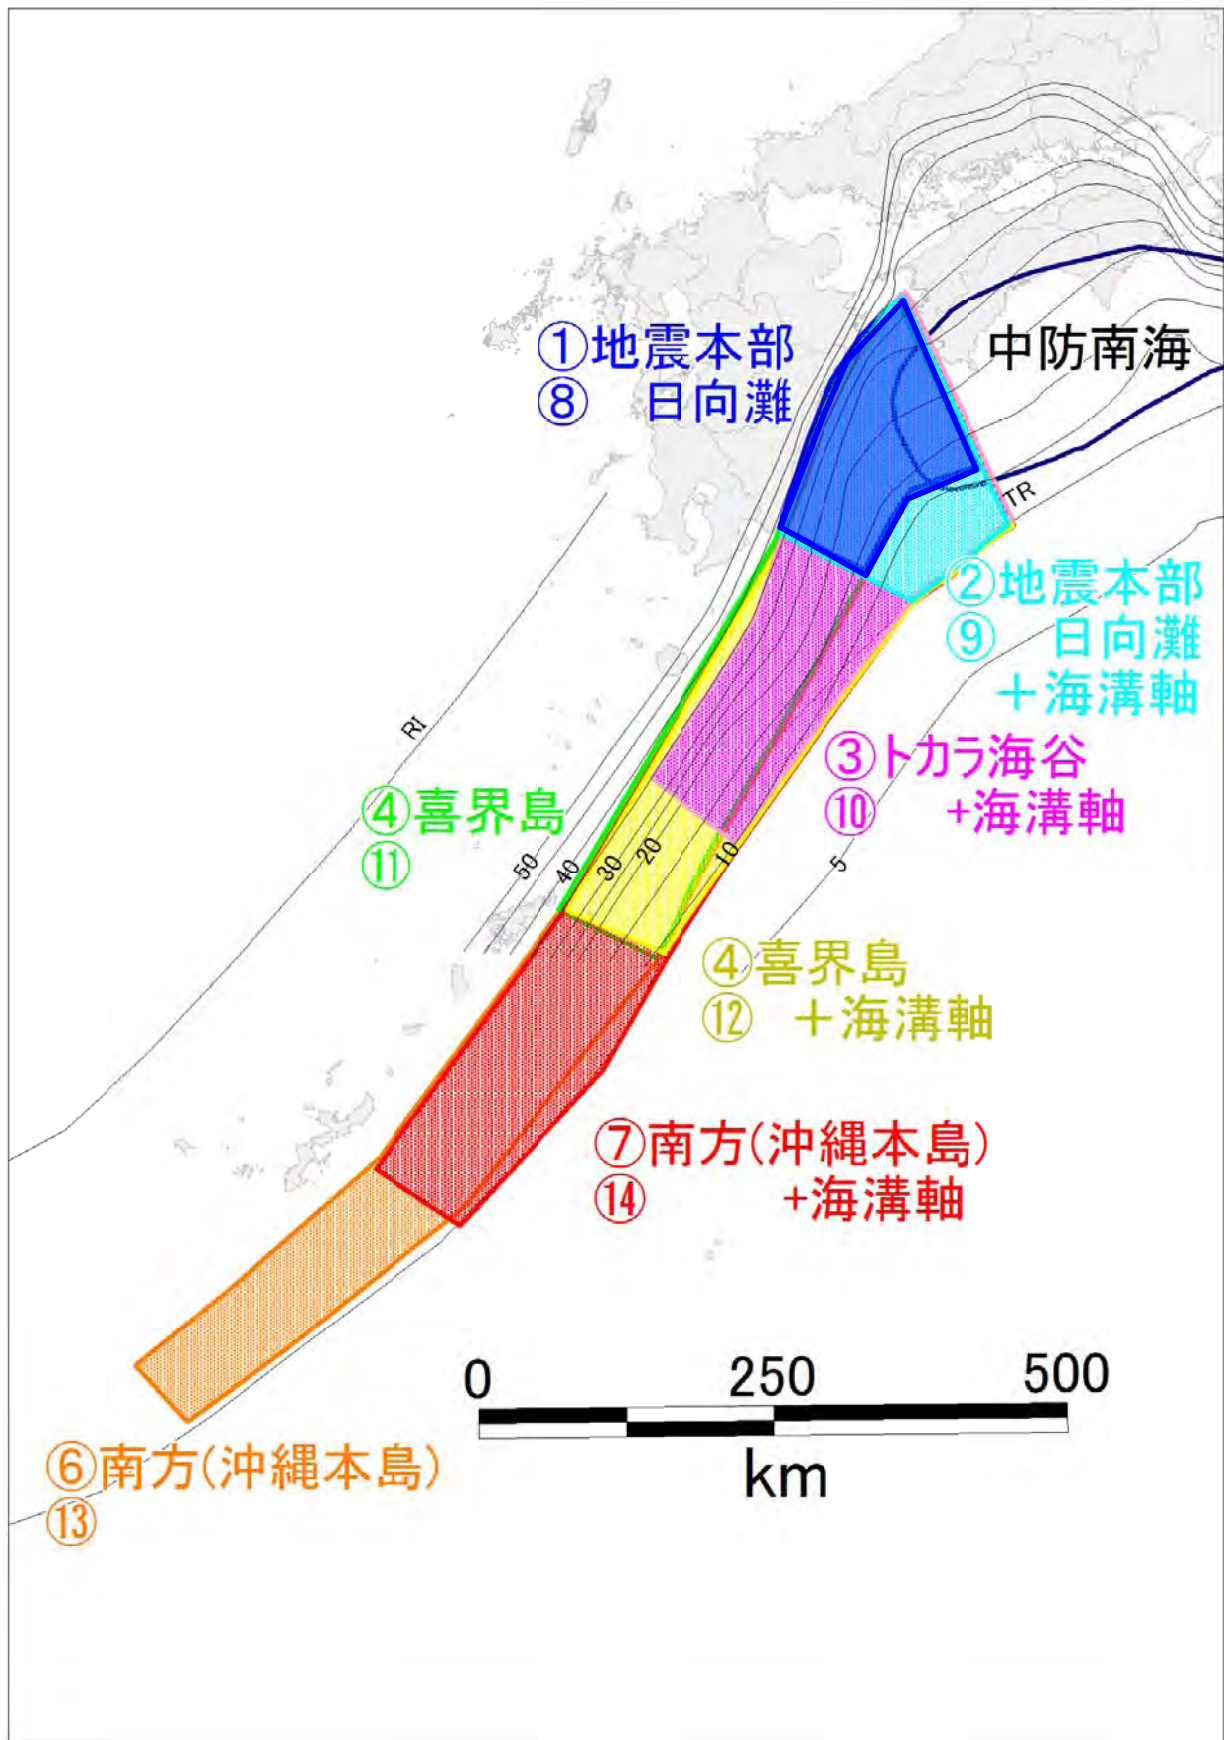 ①地震本部
⑧ 日向灘
中防南海
TR
②地震本部
⑨ 日向灘
＋海溝軸
RI
③トカラ海谷
⑩ +海溝軸
④喜界島
⑪
50
40
30
20
10
5
④喜界島
⑫ ＋海溝軸
⑦南方(沖縄本島)
⑭ +海溝軸
0 250 500
km
⑥南方(沖縄本島)
⑬